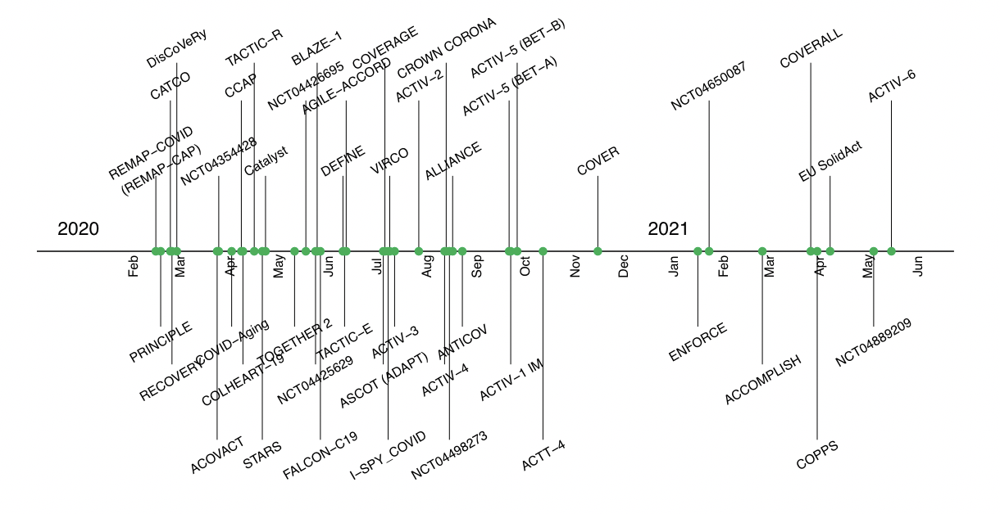 DisCoVeRy
TACTIC−R
BLAZE−1
COVERAGE
CROWN CORONA
ACTIV−5 (BET−B)
COVERALL
CATCO
CCAP
NCT04426695
AGILE−ACCORD
ACTIV−2
ACTIV−5 (BET−A)
NCT04650087
ACTIV−6
REMAP−COVID
(REMAP−CAP)
NCT04354428
Catalyst
DEFINE
VIRCO
ALLIANCE
COVER
EU SolidAct
2020
2021
Feb
Mar
Apr
May
Jun
Jul
Aug
Sep
Oct
Nov
Dec
Jan
Feb
Mar
Apr
May
Jun
PRINCIPLE
COVID−Aging
TOGETHER 2
TACTIC−E
ACTIV−3
ANTICOV
ENFORCE
NCT04889209
RECOVERY
COLHEART−19
NCT04425629
ASCOT (ADAPT)
ACTIV−4
ACTIV−1 IM
ACCOMPLISH
ACOVACT
STARS
FALCON−C19
I−SPY_COVID
NCT04498273
ACTT−4
COPPS